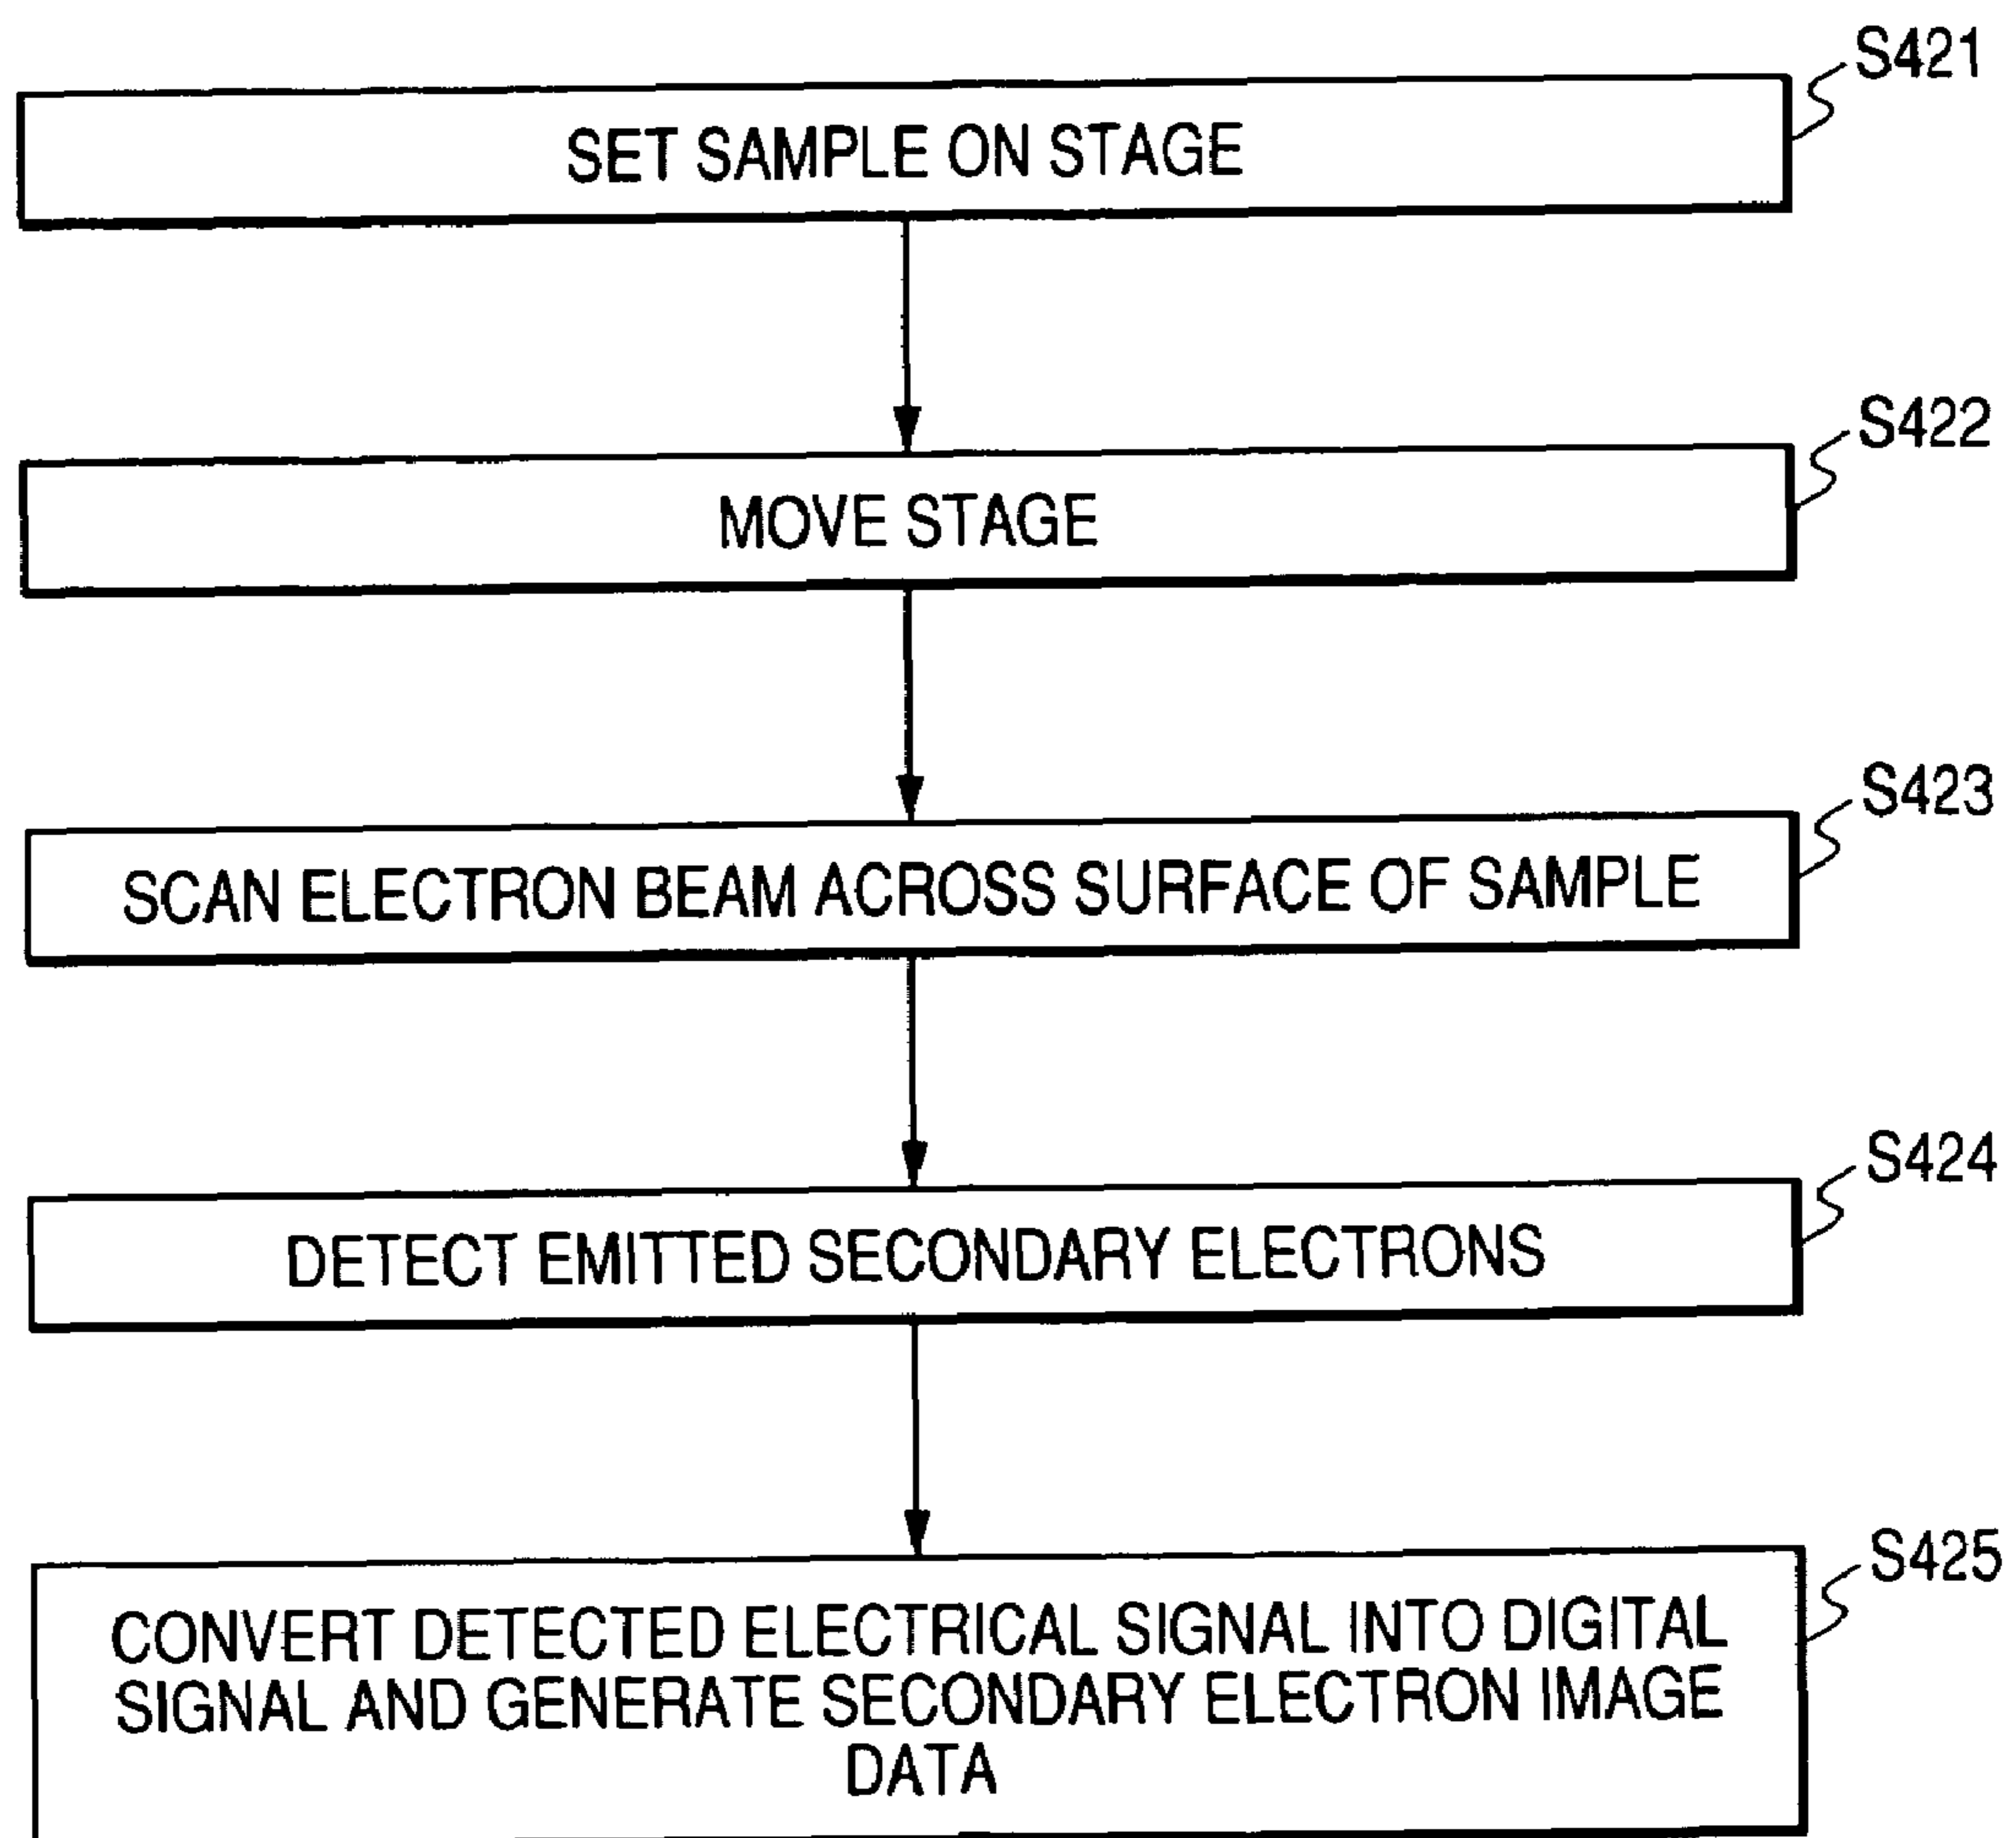 S421
SET SAMPLE ON STAGE
S422
MOVE STAGE
S423
SCAN ELECTRON BEAM ACROSS SURFACE OF SAMPLE
S424
DETECT EMITTED SECONDARY ELECTRONS
S425
CONVERT DETECTED ELECTRICAL SIGNAL INTO DIGITAL
SIGNAL AND GENERATE SECONDARY ELECTRON IMAGE
DATA